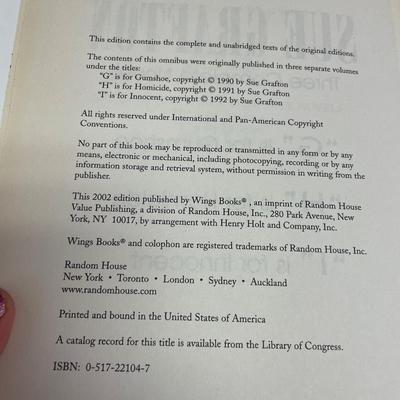 This edition contains the complete and unabridged texts of the original editions.
The contents of this omnibus were originally published in three separate volumes
under the titles:
"G" is for Gumshoe, copyright © 1990 by Sue Grafton
"H" is for Homicide, copyright © 1991 by Sue Grafton
"I" is for Innocent, copyright © 1992 by Sue Grafton
All rights reserved under International and Pan-American Copyright
Conventions.
No part of this book may be reproduced or transmitted in any form or by any
means, electronic or mechanical, including photocopying, recording or by any
information storage and retrieval system, without permission in writing from the
publisher.
This 2002 edition published by Wings Books®, an imprint of Random House
Value Publishing, a division of Random House, Inc., 280 Park Avenue, New
York, NY 10017, by arrangement with Henry Holt and Company, Inc.
Wings Books® and colophon are registered trademarks of Random House, Inc.
Random House
New York • Toronto • London • Sydney • Auckland
www.randomhouse.com
Printed and bound in the United States of America
A catalog record for this title is available from the Library of Congress.
ISBN: 0-517-22104-7